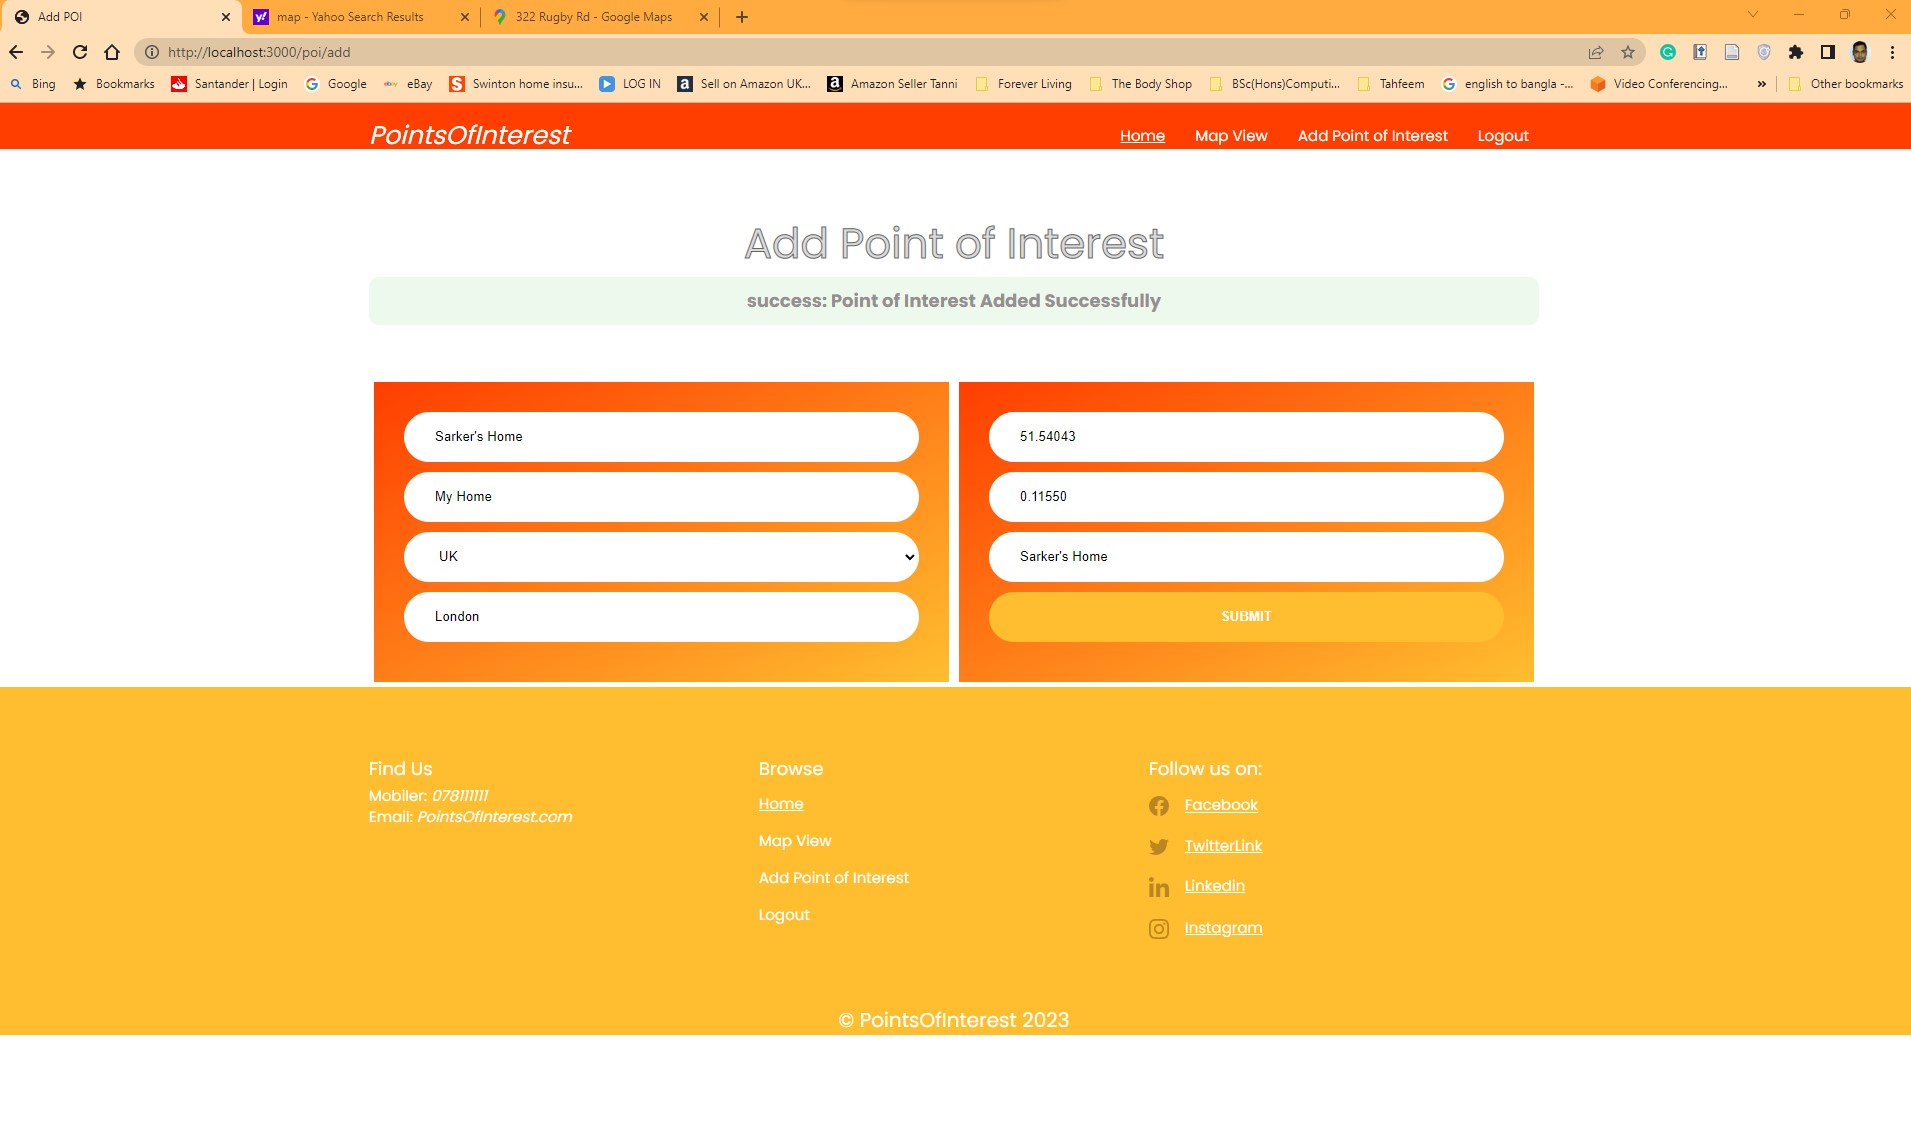 Add POI
map - Yahoo Search Results
322 Rugby Rd - Google Maps
http://localhost:3000/poi/add
Bing
Bookmarks
Santander | Login
Google
eBay
Swinton home insu...
LOG IN
Sell on Amazon UK...
Amazon Seller Tanni
Forever Living
The Body Shop
BSc(Hons)Computi...
Tahfeem
english to bangla -...
Video Conferencing...
»
Other bookmarks
PointsOfInterest
Home
Map View
Add Point of Interest
Logout
Add Point of Interest
success: Point of Interest Added Successfully
Sarker's Home
My Home
UK
London
51.54043
0.11550
Sarker's Home
SUBMIT
Find Us
Mobiler: 078111111
Email: PointsOfInterest.com
Browse
Home
Map View
Add Point of Interest
Logout
Follow us on:
Facebook
TwitterLink
Linkedin
Instagram
© PointsOfInterest 2023